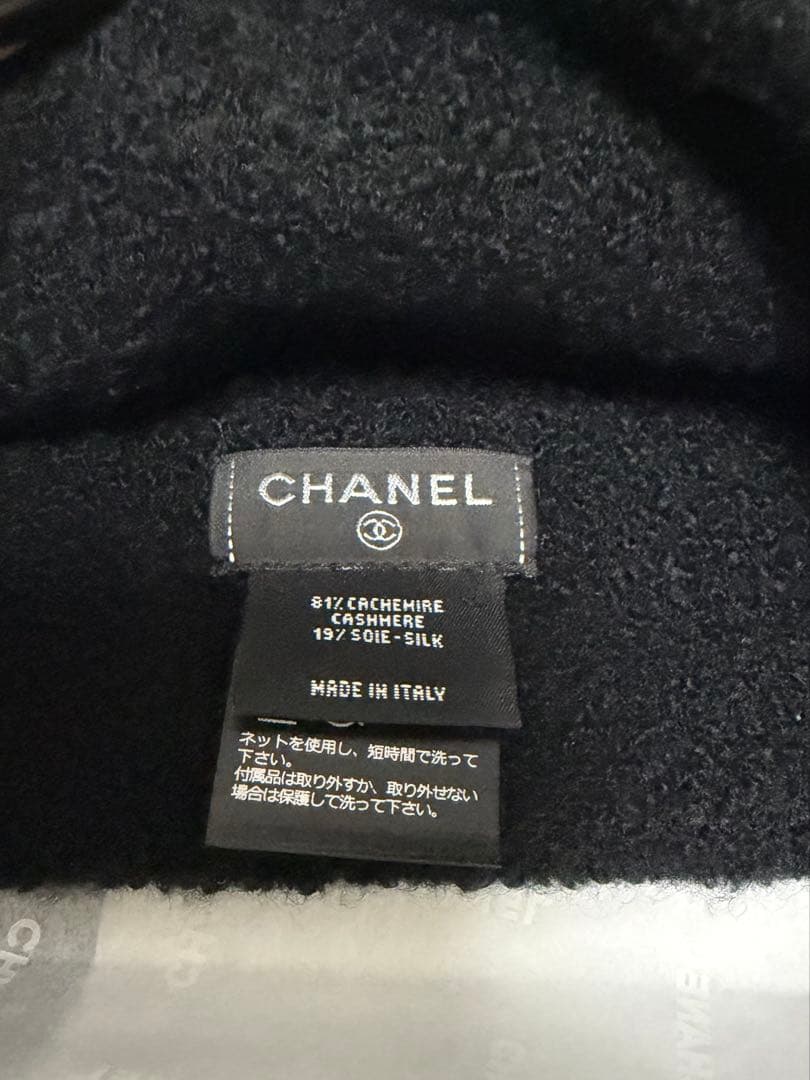 CHANEL
81% CACHEMIRE
CASHMERE
19% SOIE-SILK
MADE IN ITALY
ネットを使用し、短時間で洗って
下さい。
付属品は取り外すか、取り外せない
場合は保護して洗って下さい。